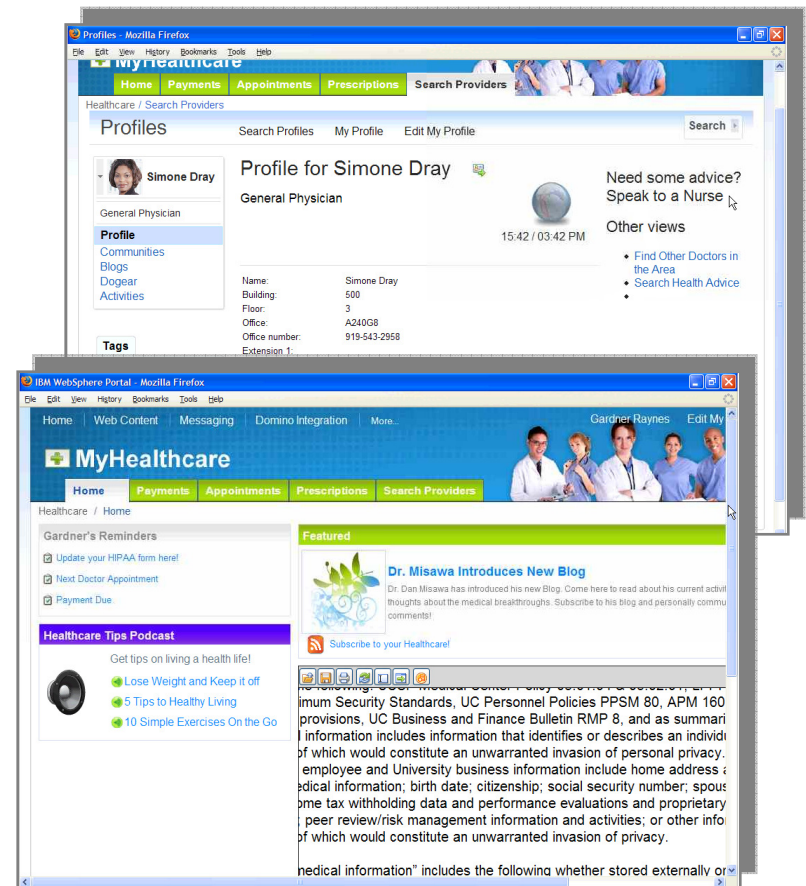 Profiles - Mozilla Firefox
File Edit View History Bookmarks Tools Help
MyHealthcare
Home Payments Appointments Prescriptions Search Providers
Healthcare / Search Providers
Profiles Search Profiles My Profile Edit My Profile Search
Simone Dray
General Physician
Profile
Communities
Blogs
Dogear
Activities
Tags
Profile for Simone Dray
General Physician
15:42 / 03:42 PM
Name: Simone Dray
Building: 500
Floor: 3
Office: A240G8
Office number: 919-543-2958
Extension 1:
Need some advice?
Speak to a Nurse
Other views
Find Other Doctors in
the Area
Search Health Advice
IBM WebSphere Portal - Mozilla Firefox
File Edit View History Bookmarks Tools Help
Home Web Content Messaging Domino Integration More... Gardner Raynes Edit My
MyHealthcare
Home Payments Appointments Prescriptions Search Providers
Healthcare / Home
Gardner's Reminders
Update your HIPAA form here!
Next Doctor Appointment
Payment Due
Healthcare Tips Podcast
Get tips on living a health life!
Lose Weight and Keep it off
5 Tips to Healthy Living
10 Simple Exercises On the Go
Featured
Dr. Misawa Introduces New Blog
Dr. Dan Misawa has introduced his new Blog. Come here to read about his current activit
thoughts about the medical breakthroughs. Subscribe to his blog and personally commu
comments!
Subscribe to your Healthcare!
imum Security Standards, UC Personnel Policies PPSM 80, APM 160
provisions, UC Business and Finance Bulletin RMP 8, and as summari
l information includes information that identifies or describes an individu
of which would constitute an unwarranted invasion of personal privacy.
employee and University business information include home address a
edical information; birth date; citizenship; social security number; spous
ome tax withholding data and performance evaluations and proprietary
; peer review/risk management information and activities; or other infor
of which would constitute an unwarranted invasion of privacy.
medical information" includes the following whether stored externally or